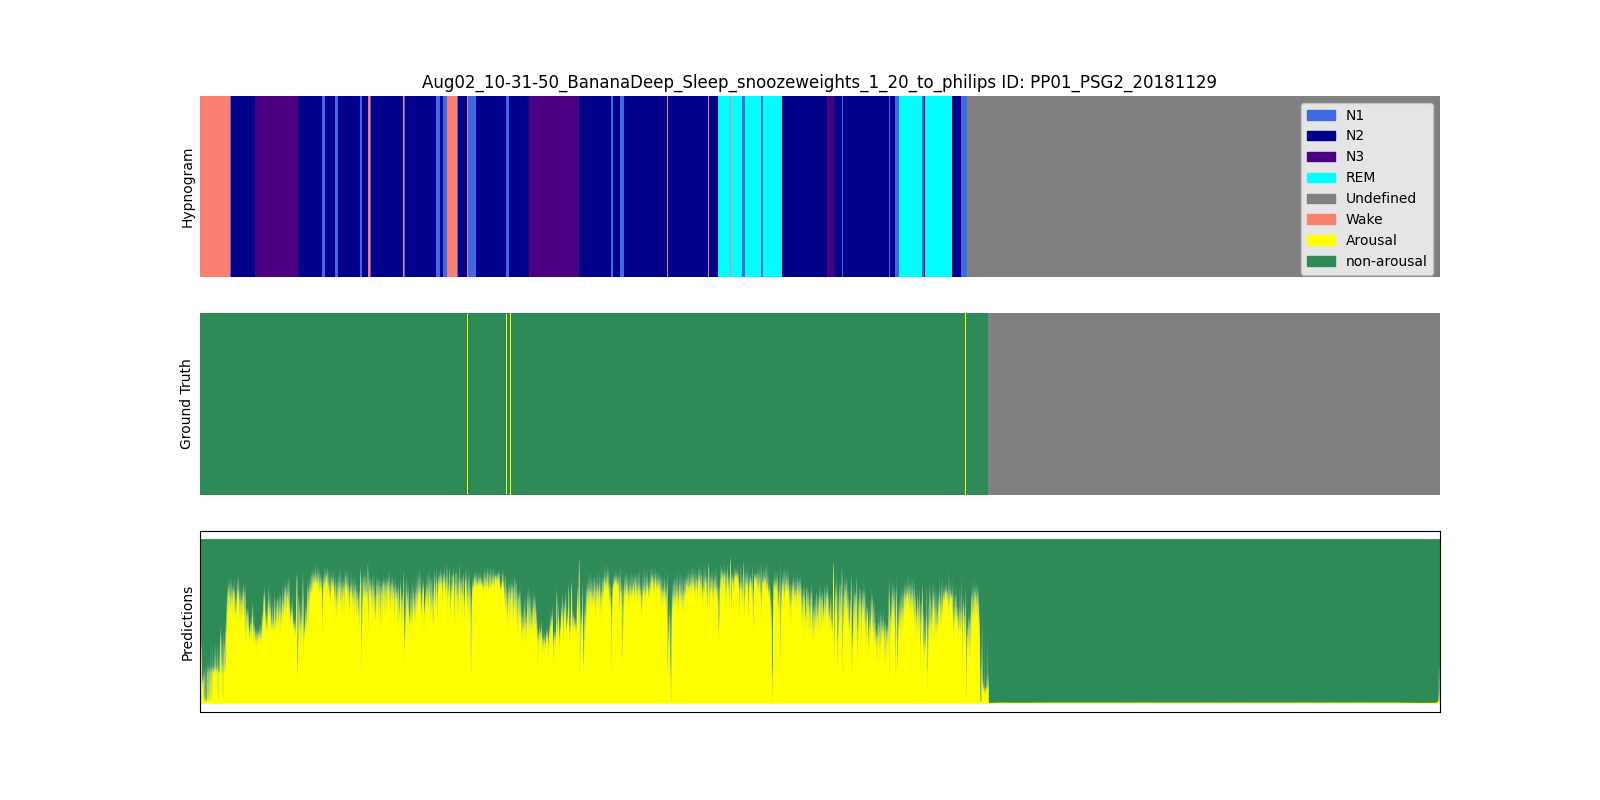 Aug02_10-31-50_BananaDeep_Sleep_snoozeweights_1_20_to_philips ID: PP01_PSG2_20181129
Hypnogram
N1
N2
N3
REM
Undefined
Wake
Arousal
non-arousal
Ground Truth
Predictions